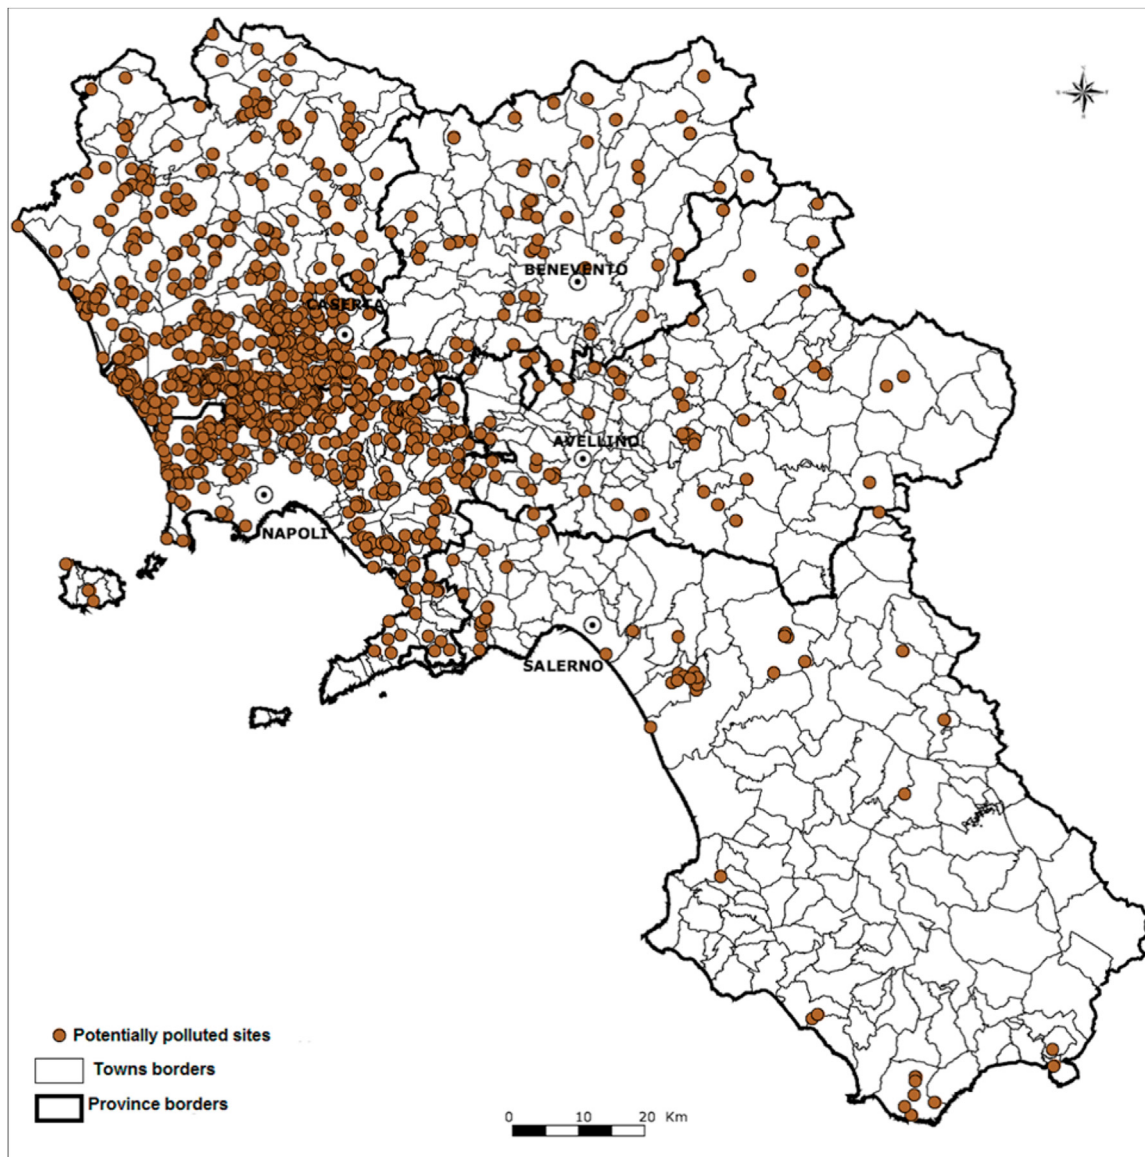 BENEVENTO
CASERTA
AVELLINO
NAPOLI
SALERNO
Potentially polluted sites
Towns borders
Province borders
0 10 20 Km